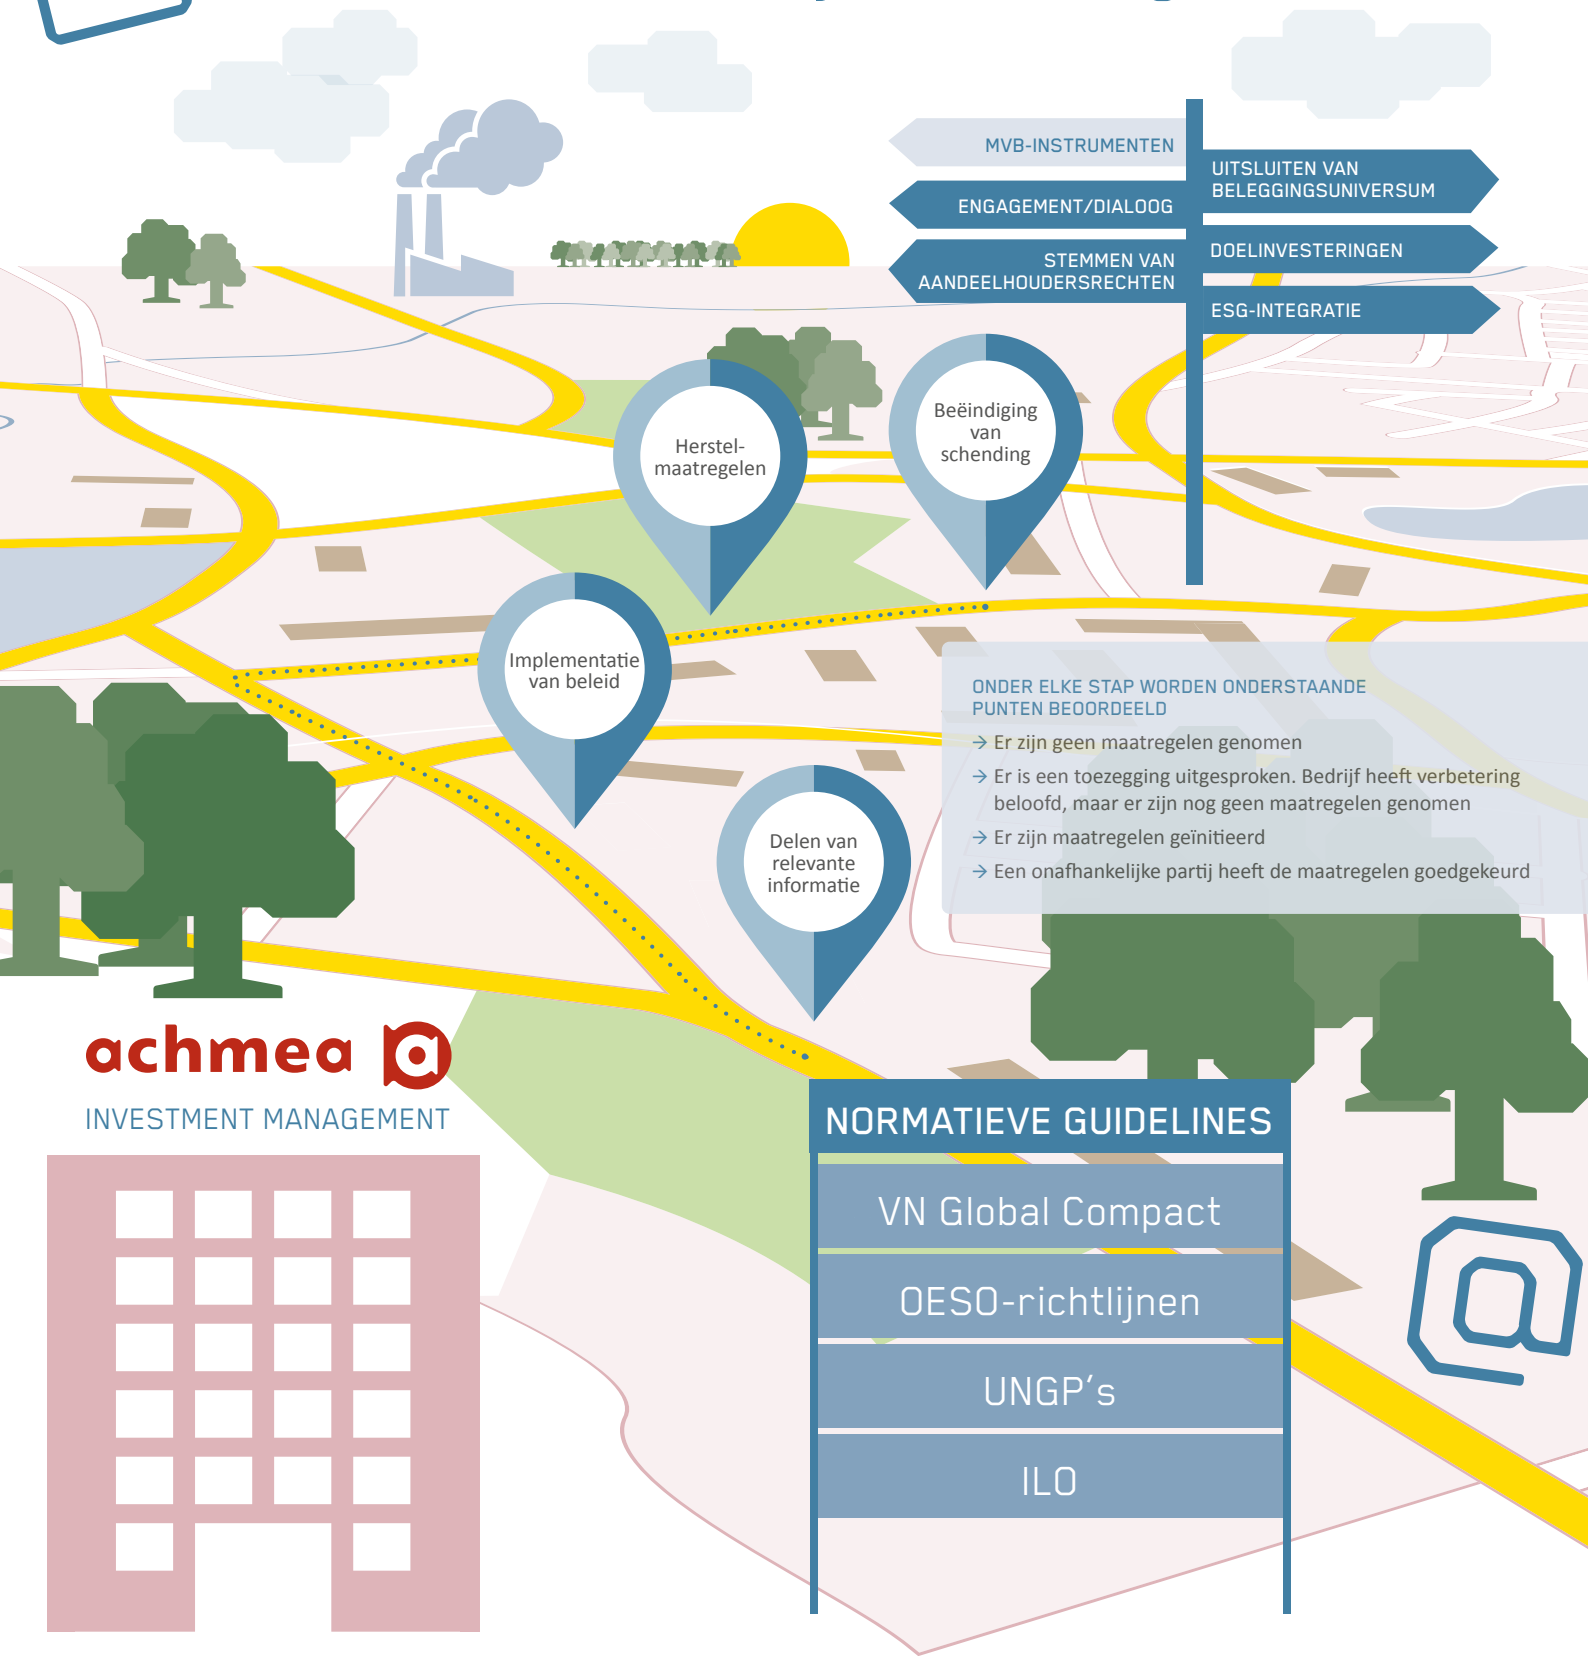 MVB-INSTRUMENTEN
ENGAGEMENT/DIALOOG
STEMMEN VAN
AANDEELHOUDERSRECHTEN
UITSLUITEN VAN
BELEGGINGSUNIVERSUM
DOELINVESTERINGEN
ESG-INTEGRATIE
Beëindiging
van
schending
Herstel-
maatregelen
Implementatie
van beleid
Delen van
relevante
informatie
ONDER ELKE STAP WORDEN ONDERSTAANDE
PUNTEN BEOORDEELD
→ Er zijn geen maatregelen genomen
→ Er is een toezegging uitgesproken. Bedrijf heeft verbetering
beloofd, maar er zijn nog geen maatregelen genomen
→ Er zijn maatregelen geïnitieerd
→ Een onafhankelijke partij heeft de maatregelen goedgekeurd
achmea
INVESTMENT MANAGEMENT
NORMATIEVE GUIDELINES
VN Global Compact
OESO-richtlijnen
UNGP's
ILO
@